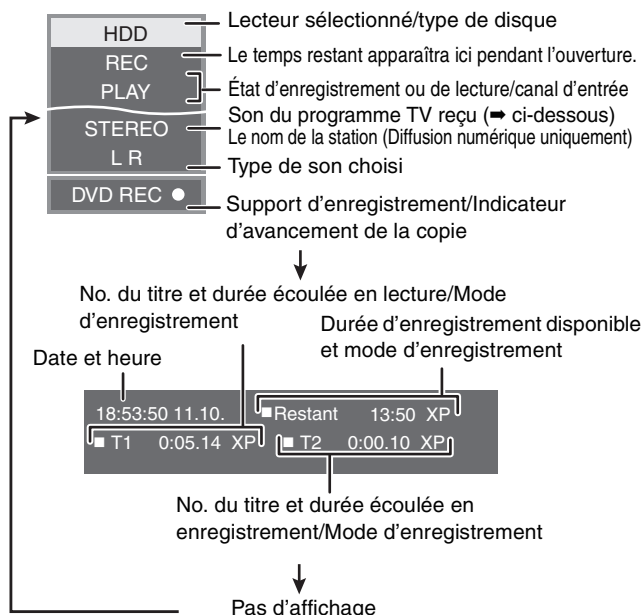 HDD
Lecteur sélectionné/type de disque
REC
Le temps restant apparaîtra ici pendant l'ouverture.
PLAY
État d'enregistrement ou de lecture/canal d'entrée
STEREO
Son du programme TV reçu (➡ ci-dessous)
Le nom de la station (Diffusion numérique uniquement)
L R
Type de son choisi
DVD REC ●
Support d'enregistrement/Indicateur
d'avancement de la copie
No. du titre et durée écoulée en lecture/Mode
d'enregistrement
Durée d'enregistrement disponible
et mode d'enregistrement
Date et heure
18:53:50 11.10. Restant 13:50 XP
T1 0:05.14 XP T2 0:00.10 XP
No. du titre et durée écoulée en
enregistrement/Mode d'enregistrement
Pas d'affichage